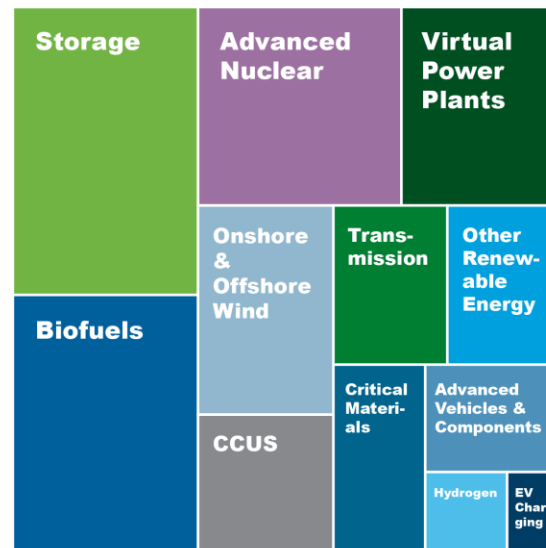 Storage
Advanced
Nuclear
Virtual
Power
Plants
Onshore
&
Offshore
Wind
Trans-
mission
Other
Renew-
able
Energy
Biofuels
Critical
Materi-
als
Advanced
Vehicles &
Components
CCUS
Hydrogen
EV
Char
ging